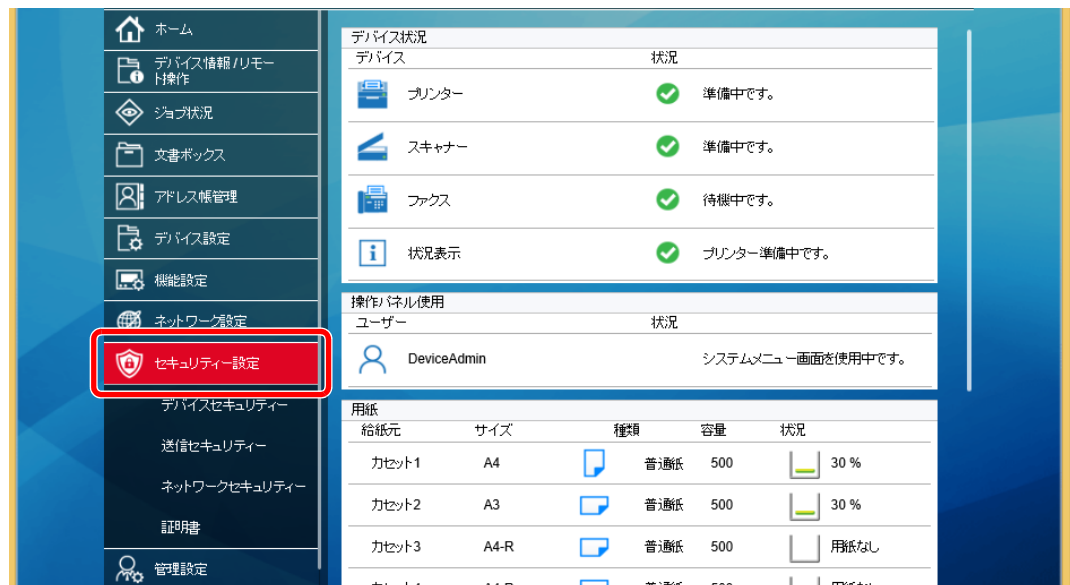 ホーム
デバイス情報/リモー
ト操作
ジョブ状況
文書ボックス
アドレス帳管理
デバイス設定
機能設定
ネットワーク設定
セキュリティー設定
デバイスセキュリティー
送信セキュリティー
ネットワークセキュリティー
証明書
管理設定
デバイス状況
デバイス 状況
プリンター 準備中です。
スキャナー 準備中です。
ファクス 待機中です。
状況表示 プリンター準備中です。
操作パネル使用
ユーザー 状況
DeviceAdmin システムメニュー画面を使用中です。
用紙
給紙元 サイズ 種類 容量 状況
カセット1 A4 普通紙 500 30 %
カセット2 A3 普通紙 500 30 %
カセット3 A4-R 普通紙 500 用紙なし